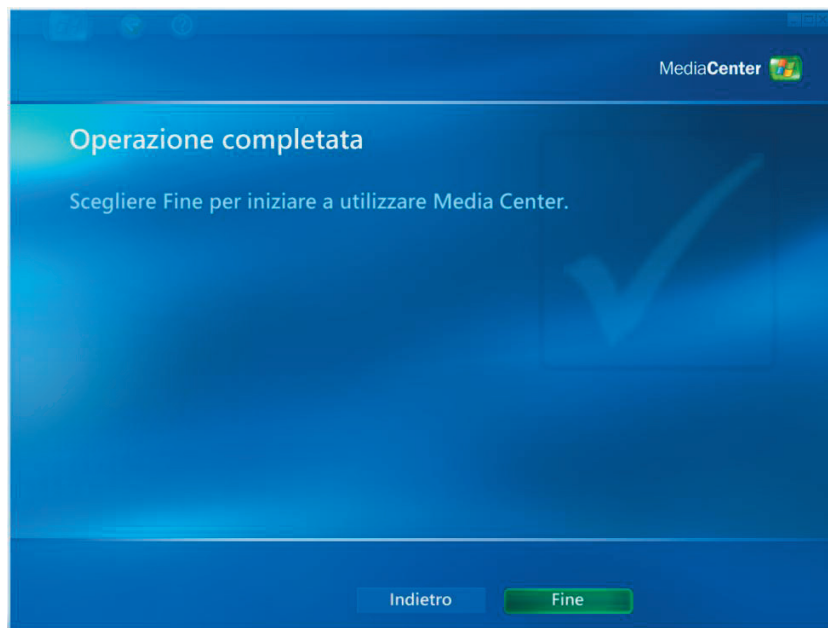 MediaCenter
Operazione completata
Scegliere Fine per iniziare a utilizzare Media Center.
Indietro
Fine